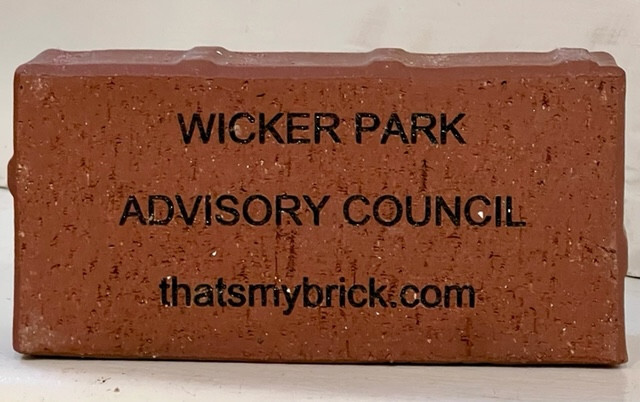 WICKER PARK
ADVISORY COUNCIL
thatsmybrick.com